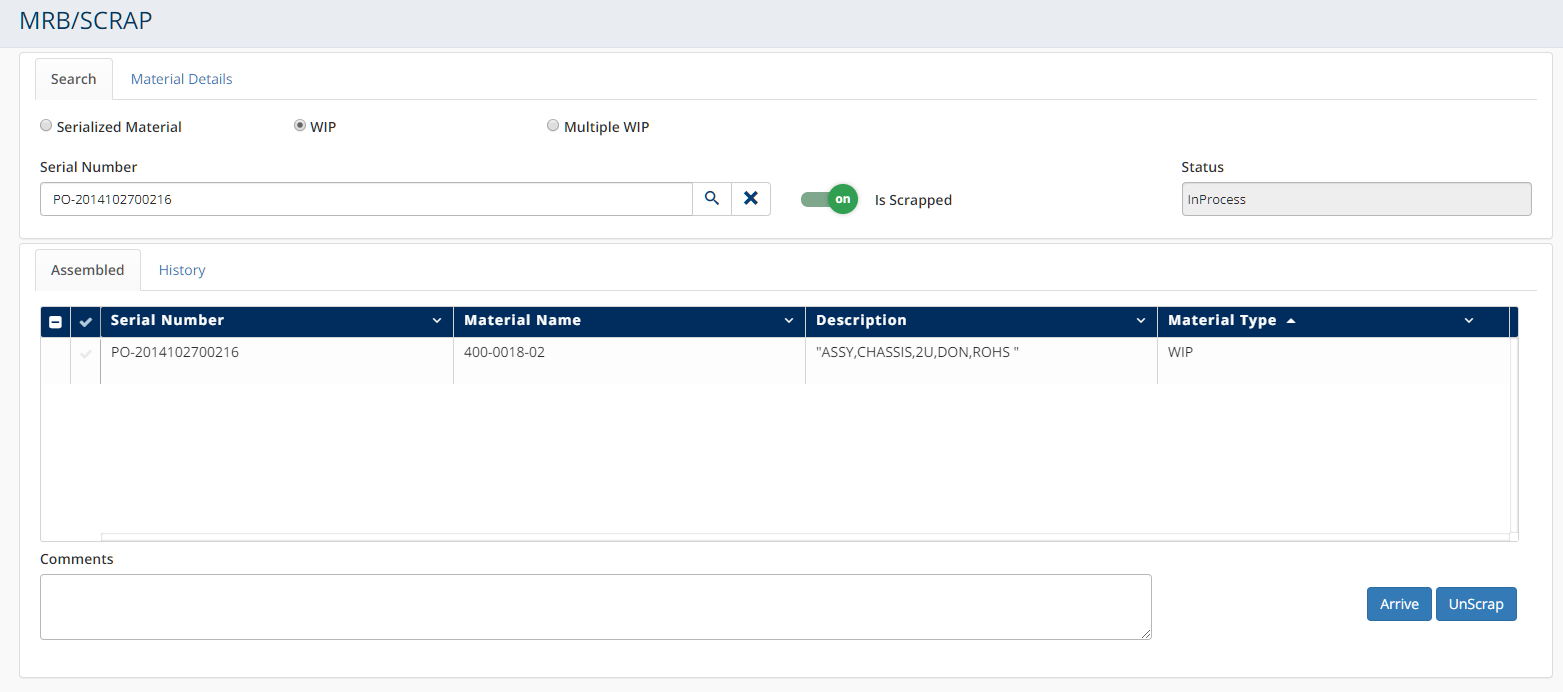 MRB/SCRAP
Search Material Details
Serialized Material WIP Multiple WIP
Serial Number Status
PO-2014102700216 on Is Scrapped InProcess
Assembled History
Serial Number Material Name Description Material Type
PO-2014102700216 400-0018-02 "ASSY,CHASSIS,2U,DON,ROHS " WIP
Comments
Arrive UnScrap